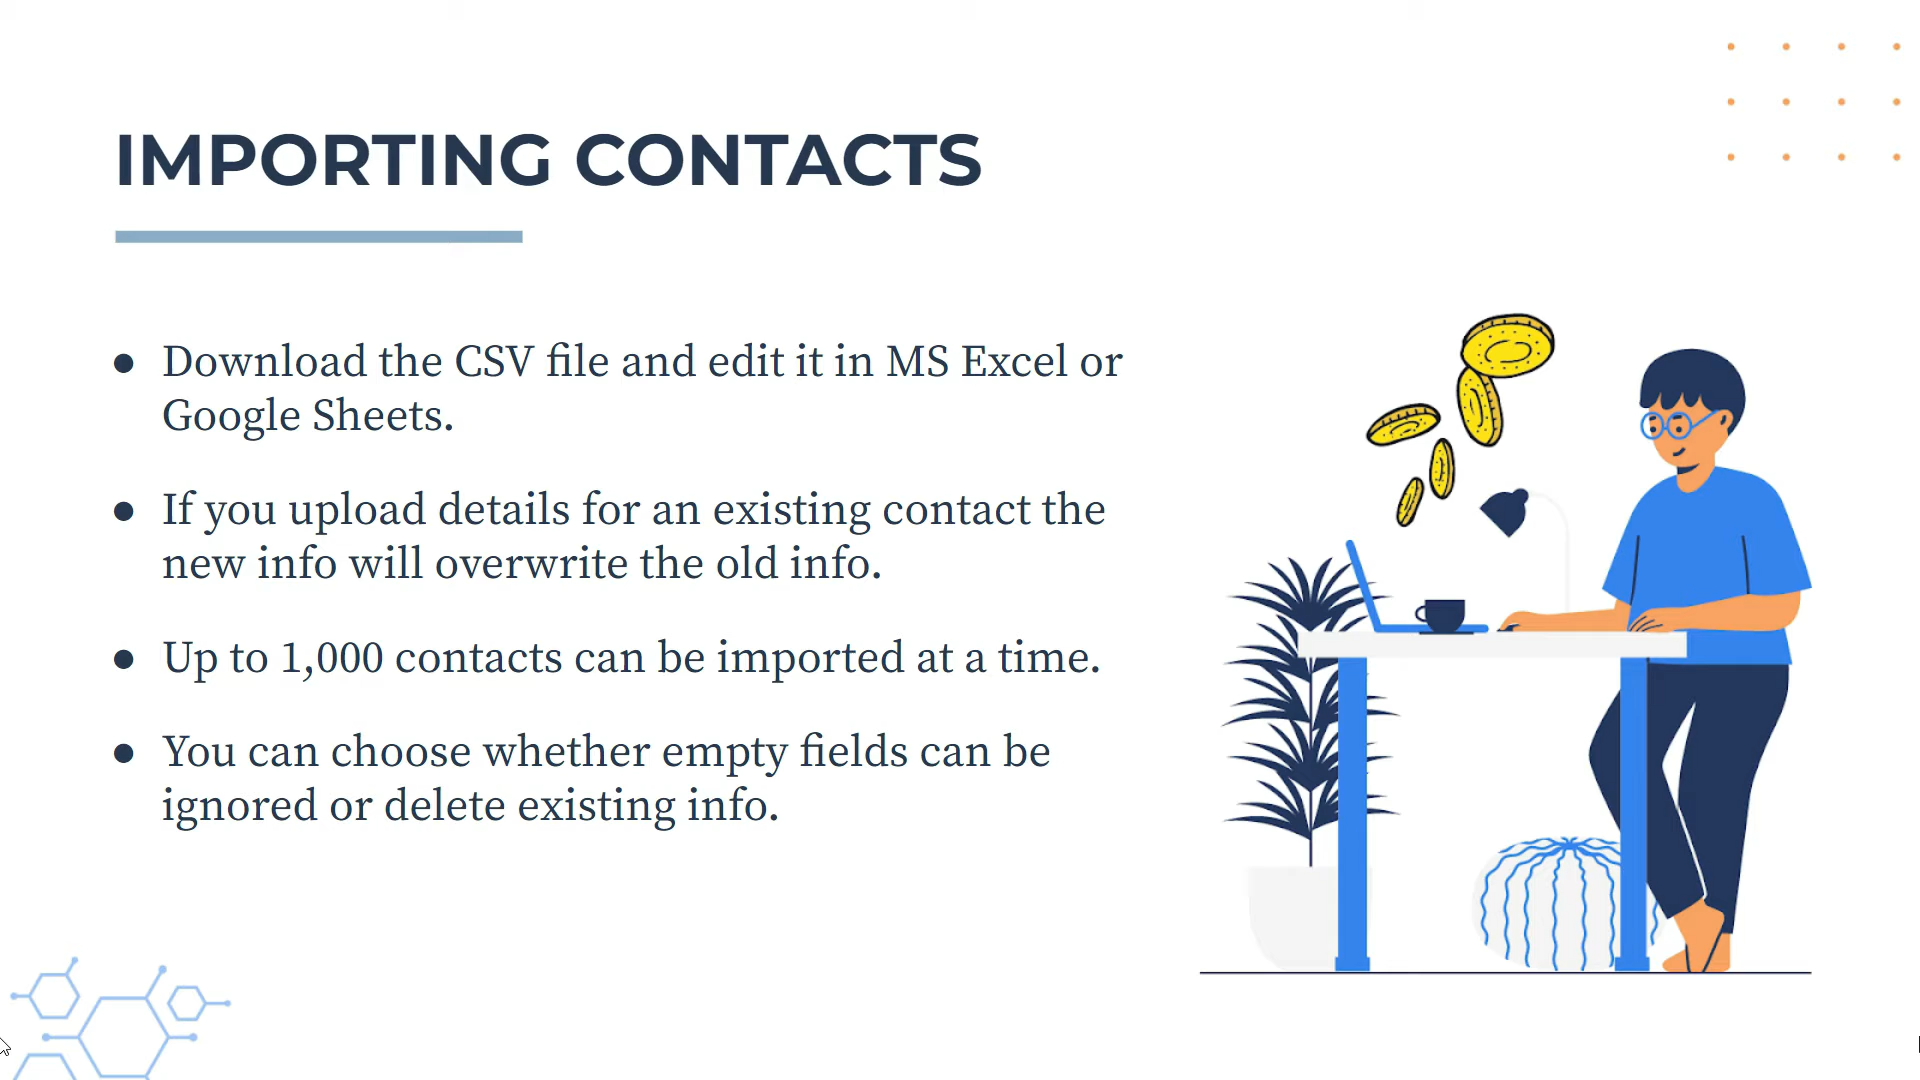 IMPORTING CONTACTS
● Download the CSV file and edit it in MS Excel or
Google Sheets.
● If you upload details for an existing contact the
new info will overwrite the old info.
● Up to 1,000 contacts can be imported at a time.
● You can choose whether empty fields can be
ignored or delete existing info.